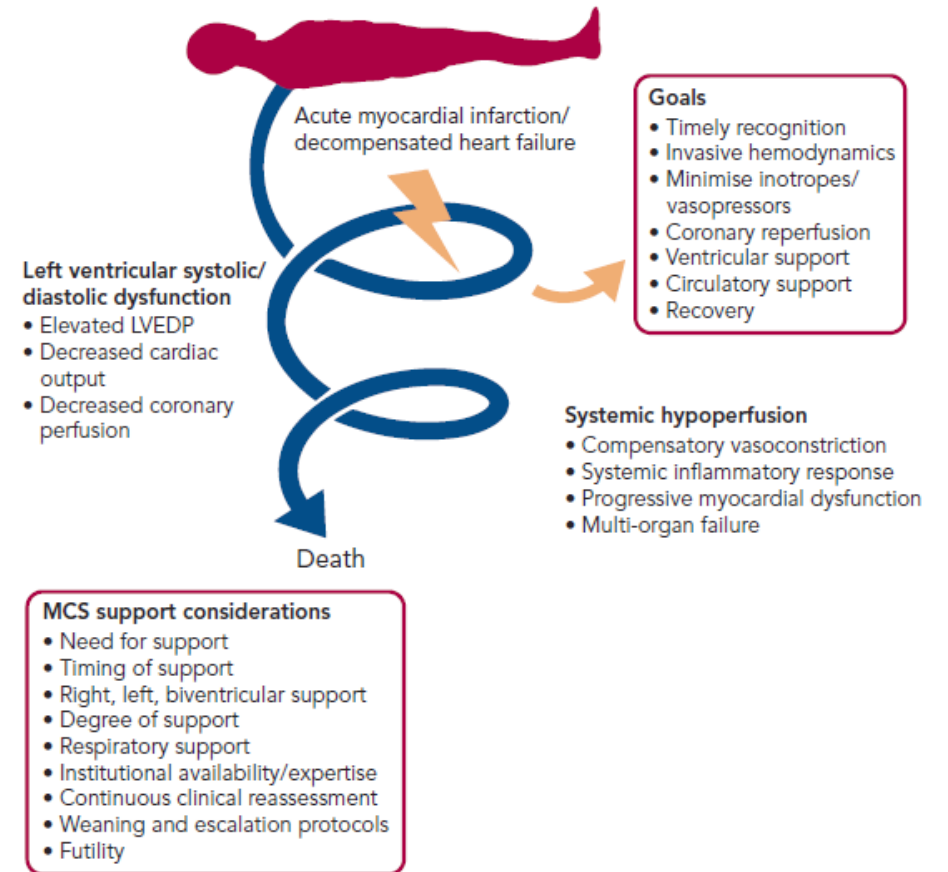 Acute myocardial infarction/
decompensated heart failure
Goals
• Timely recognition
• Invasive hemodynamics
• Minimise inotropes/
vasopressors
• Coronary reperfusion
• Ventricular support
• Circulatory support
• Recovery
Left ventricular systolic/
diastolic dysfunction
• Elevated LVEDP
• Decreased cardiac
output
• Decreased coronary
perfusion
Systemic hypoperfusion
• Compensatory vasoconstriction
• Systemic inflammatory response
• Progressive myocardial dysfunction
• Multi-organ failure
Death
MCS support considerations
• Need for support
• Timing of support
• Right, left, biventricular support
• Degree of support
• Respiratory support
• Institutional availability/expertise
• Continuous clinical reassessment
• Weaning and escalation protocols
• Futility